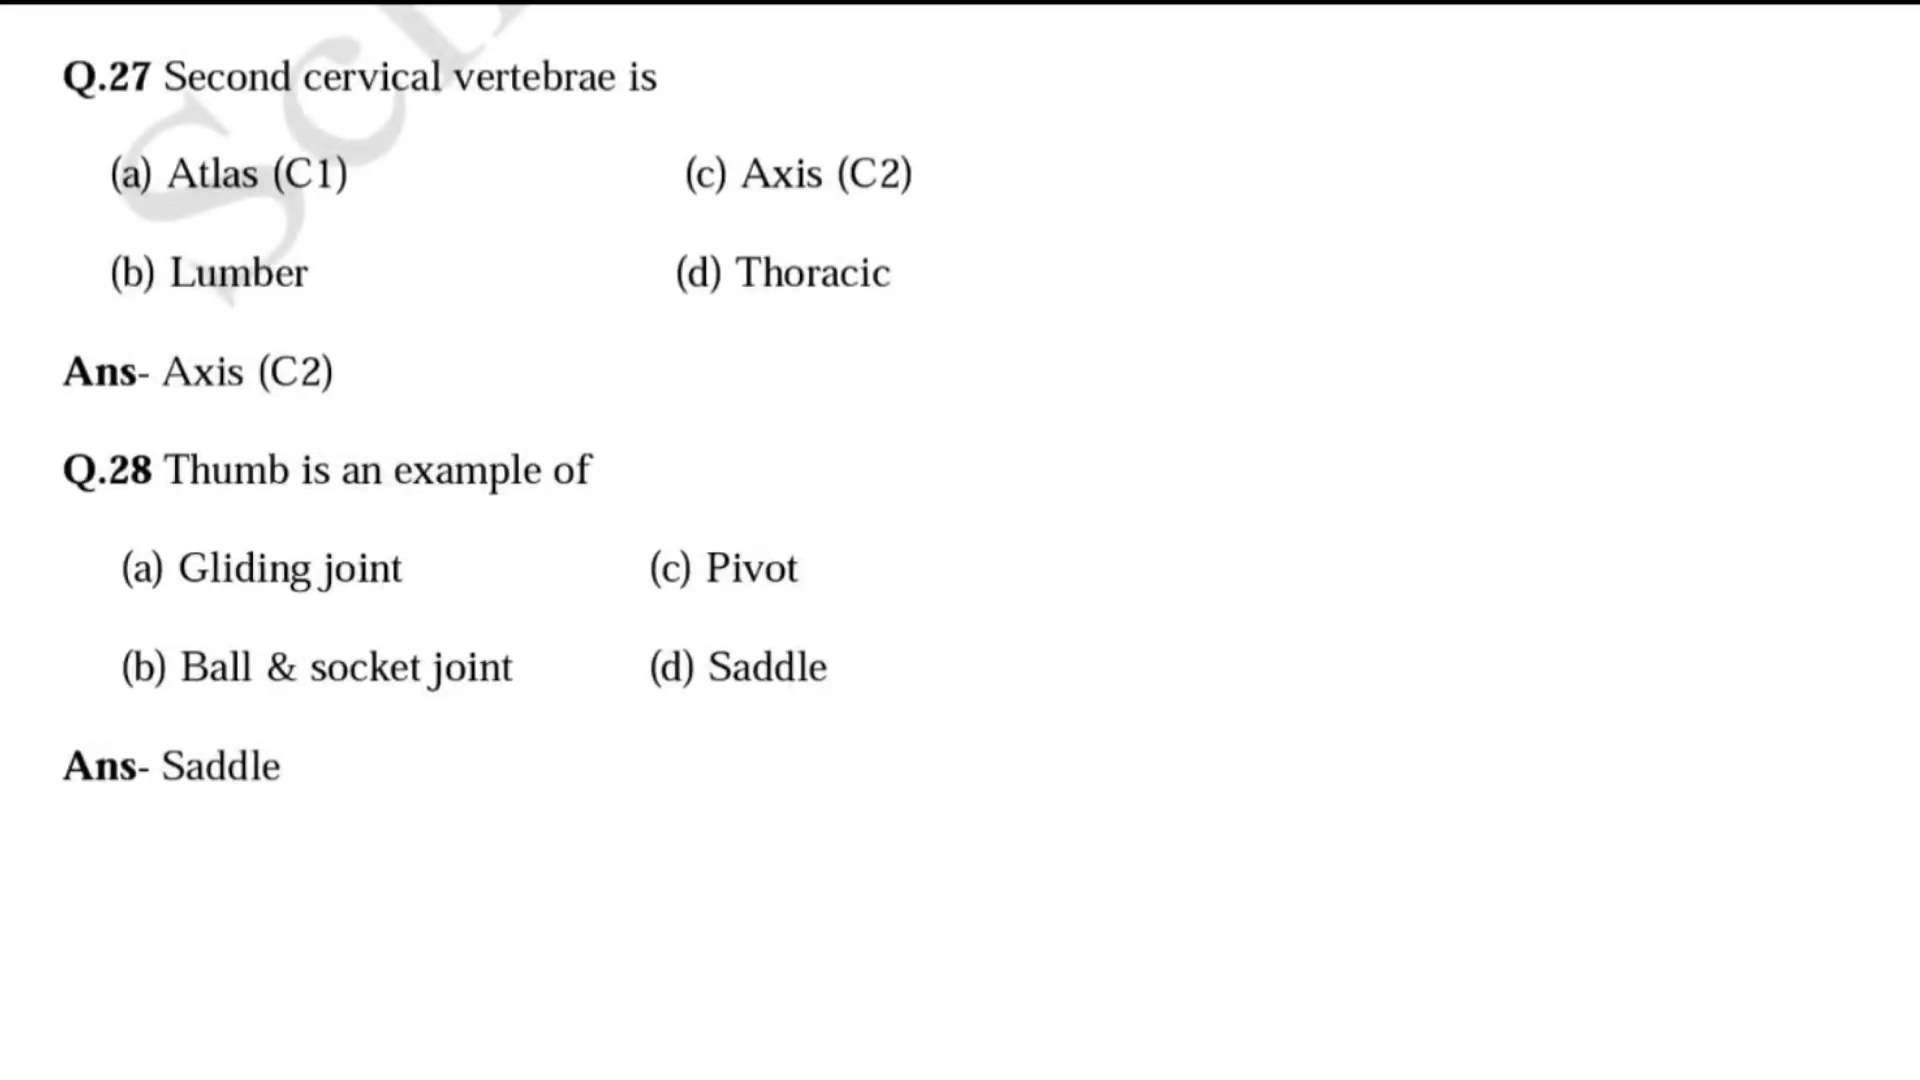 Q.27 Second cervical vertebrae is
(a) Atlas (C1) (c) Axis (C2)
(b) Lumber (d) Thoracic
Ans- Axis (C2)
Q.28 Thumb is an example of
(a) Gliding joint (c) Pivot
(b) Ball & socket joint (d) Saddle
Ans- Saddle